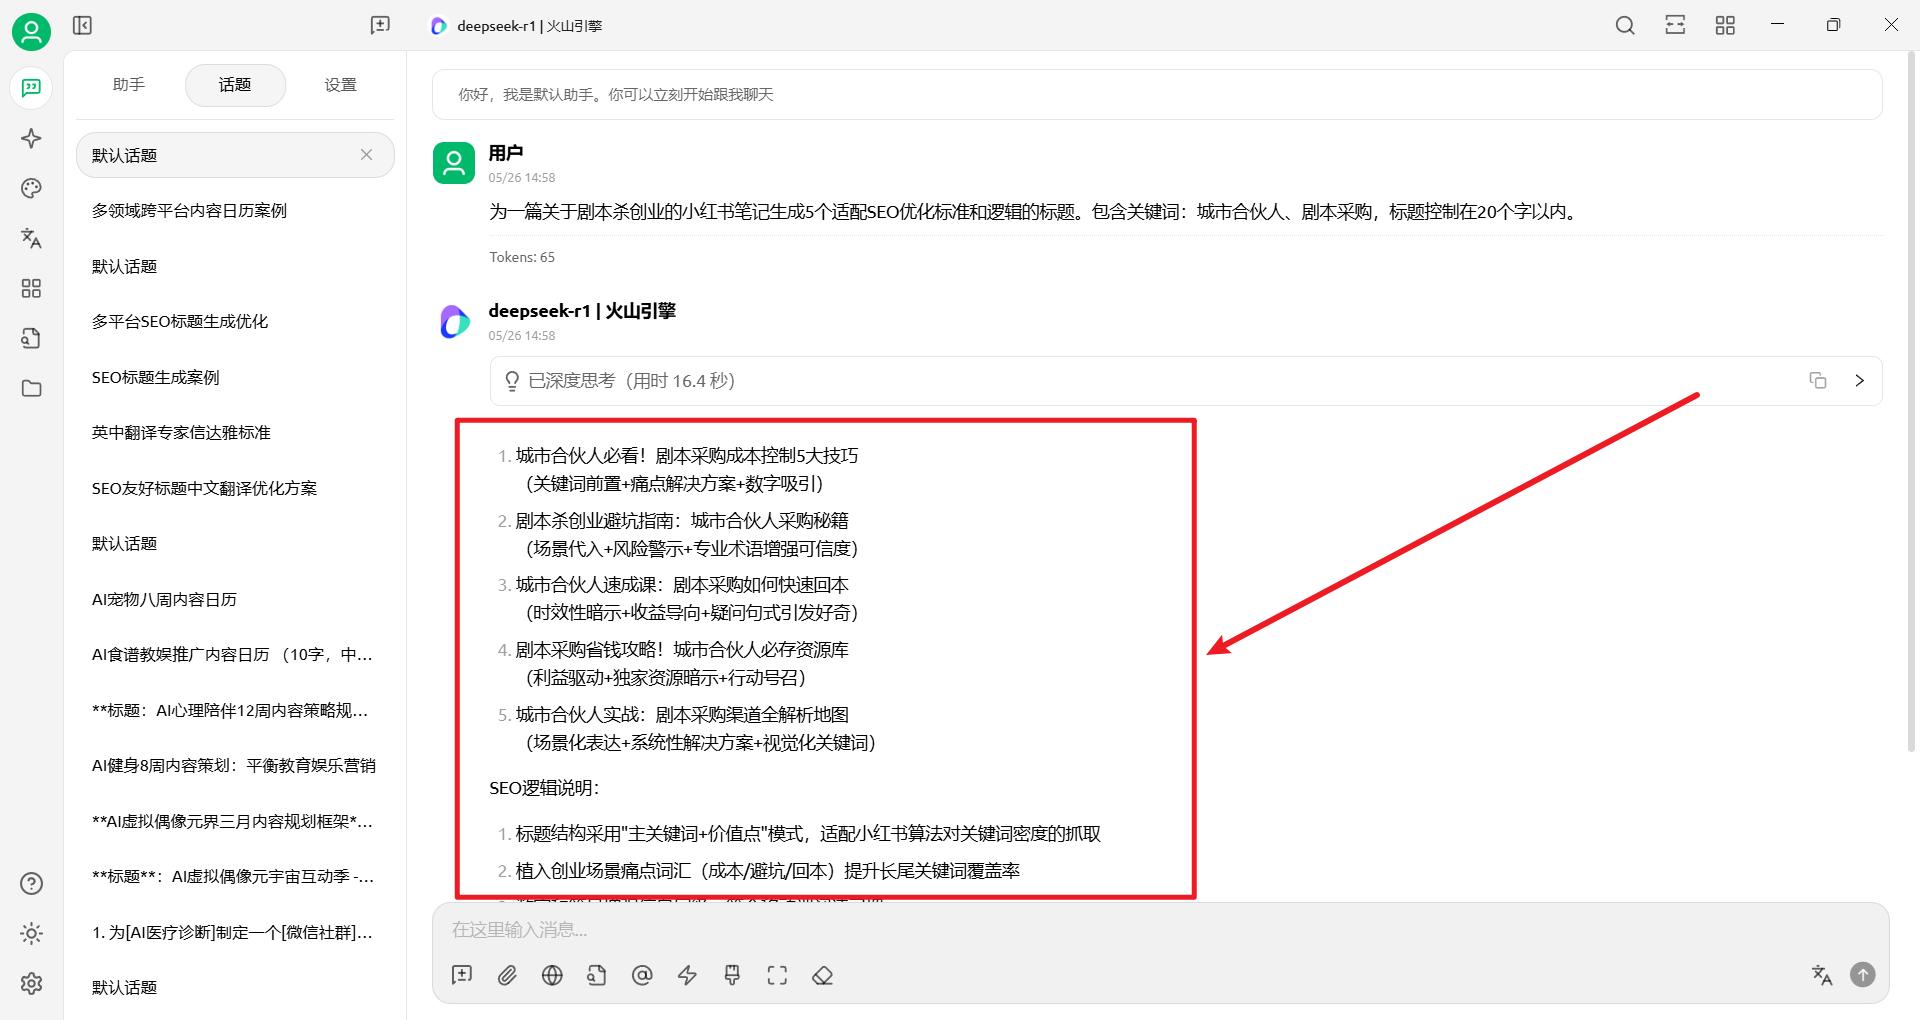 deepseek-r1 | 火山引擎
助手
话题
设置
默认话题
多领域跨平台内容日历案例
默认话题
多平台SEO标题生成优化
SEO标题生成案例
英中翻译专家信达雅标准
SEO友好标题中文翻译优化方案
默认话题
AI宠物八周内容日历
AI食谱教娱推广内容日历 （10字，中...
**标题：AI心理陪伴12周内容策略规...
AI健身8周内容策划：平衡教育娱乐营销
**AI虚拟偶像元界三月内容规划框架*...
**标题**：AI虚拟偶像元宇宙互动季 -...
1. 为[AI医疗诊断]制定一个[微信社群]...
默认话题
你好，我是默认助手。你可以立刻开始跟我聊天
用户
05/26 14:58
为一篇关于剧本杀创业的小红书笔记生成5个适配SEO优化标准和逻辑的标题。包含关键词：城市合伙人、剧本采购，标题控制在20个字以内。
Tokens: 65
deepseek-r1 | 火山引擎
05/26 14:58
已深度思考（用时 16.4 秒）
1. 城市合伙人必看！剧本采购成本控制5大技巧
（关键词前置+痛点解决方案+数字吸引）
2. 剧本杀创业避坑指南：城市合伙人采购秘籍
（场景代入+风险警示+专业术语增强可信度）
3. 城市合伙人速成课：剧本采购如何快速回本
（时效性暗示+收益导向+疑问句式引发好奇）
4. 剧本采购省钱攻略！城市合伙人必存资源库
（利益驱动+独家资源暗示+行动号召）
5. 城市合伙人实战：剧本采购渠道全解析地图
（场景化表达+系统性解决方案+视觉化关键词）
SEO逻辑说明：
1. 标题结构采用"主关键词+价值点"模式，适配小红书算法对关键词密度的抓取
2. 植入创业场景痛点词汇（成本/避坑/回本）提升长尾关键词覆盖率
在这里输入消息...